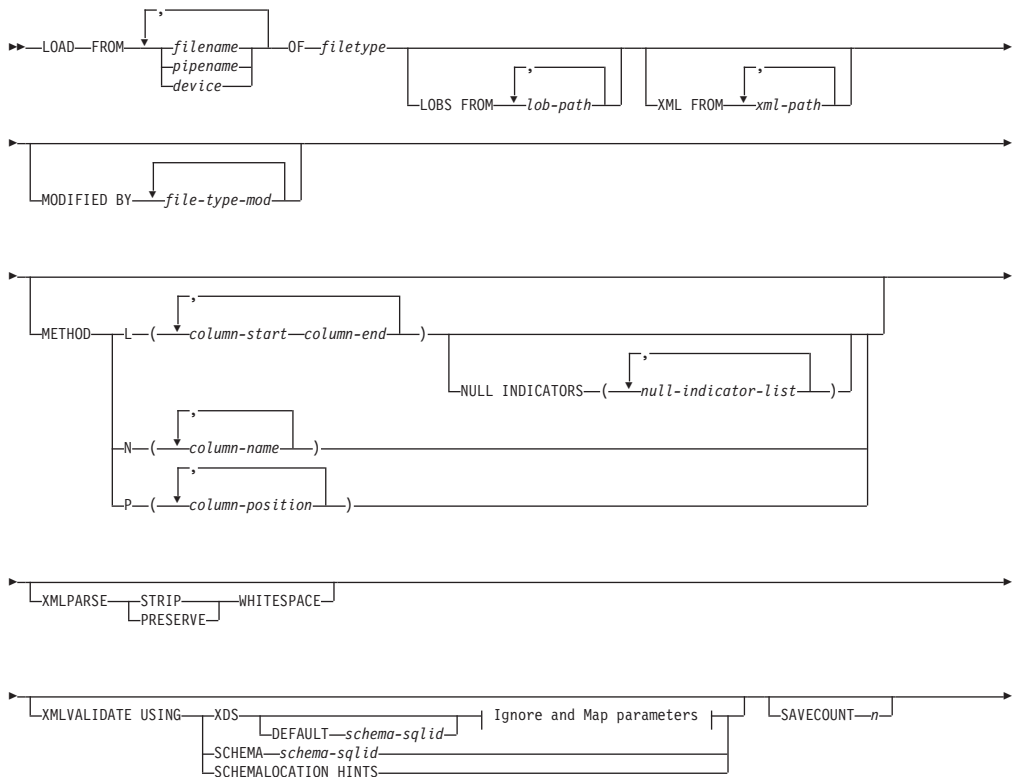 ,
LOAD FROM filename OF filetype
pipename
device
, ,
LOBS FROM lob-path XML FROM xml-path
MODIFIED BY file-type-mod
,
METHOD L ( column-start column-end )
,
NULL INDICATORS ( null-indicator-list )
,
N ( column-name )
,
P ( column-position )
XMLPARSE STRIP WHITESPACE
PRESERVE
XMLVALIDATE USING XDS Ignore and Map parameters SAVECOUNT n
DEFAULT schema-sqlid
SCHEMA schema-sqlid
SCHEMALOCATION HINTS